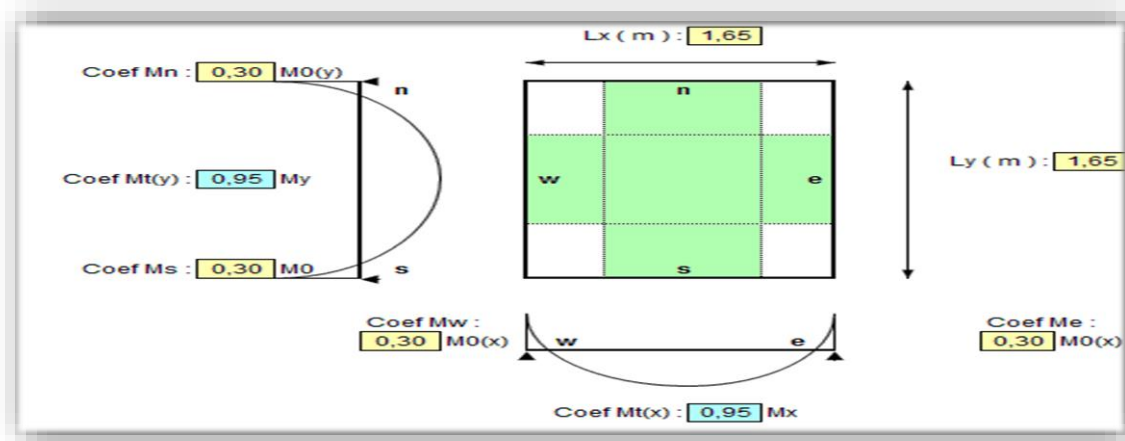 Lx ( m ) : 1,65
Coef Mn : 0,30 M0(y)
n
n
Ly ( m ) : 1,65
Coef Mt(y) : 0,95 My
w
e
Coef Ms : 0,30 M0
s
s
Coef Mw :
0,30 M0(x)
w
e
Coef Me :
0,30 M0(x)
Coef Mt(x) : 0,95 Mx